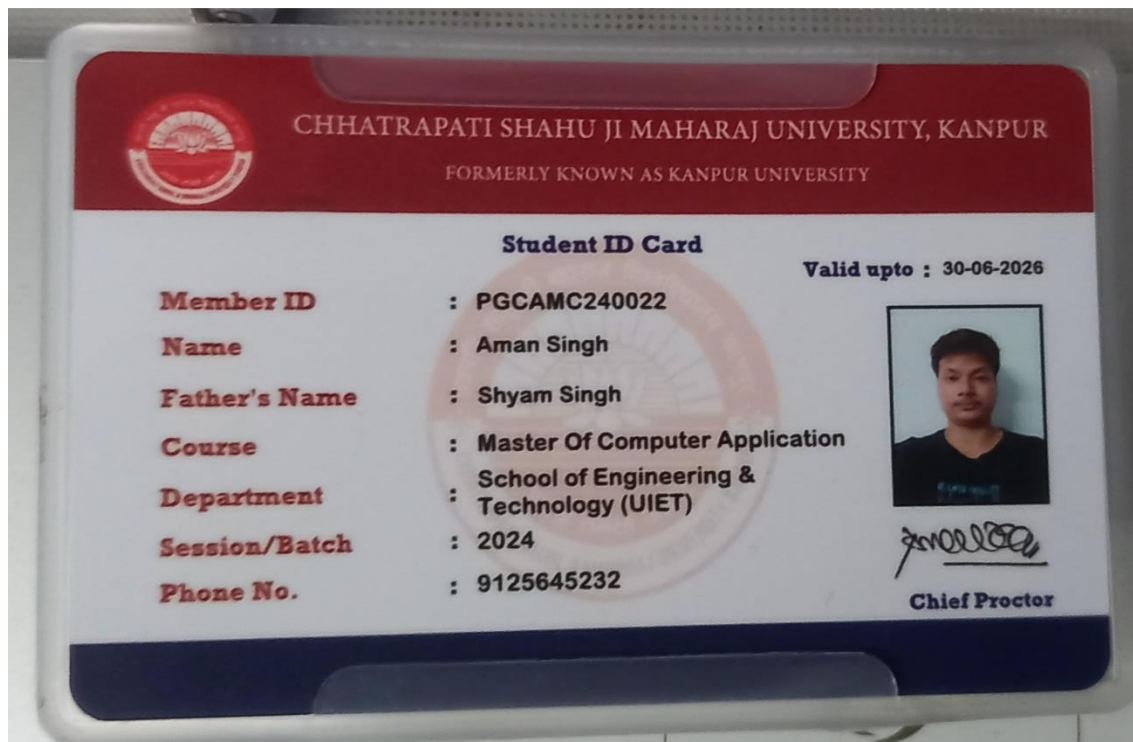 CHHATRAPATI SHAHU JI MAHARAJ UNIVERSITY, KANPUR
FORMERLY KNOWN AS KANPUR UNIVERSITY
Student ID Card
Valid upto : 30-06-2026
Member ID : PGCAMC240022
Name : Aman Singh
Father's Name : Shyam Singh
Course : Master Of Computer Application
Department : School of Engineering &
Technology (UIET)
Session/Batch : 2024
Phone No. : 9125645232
Chief Proctor